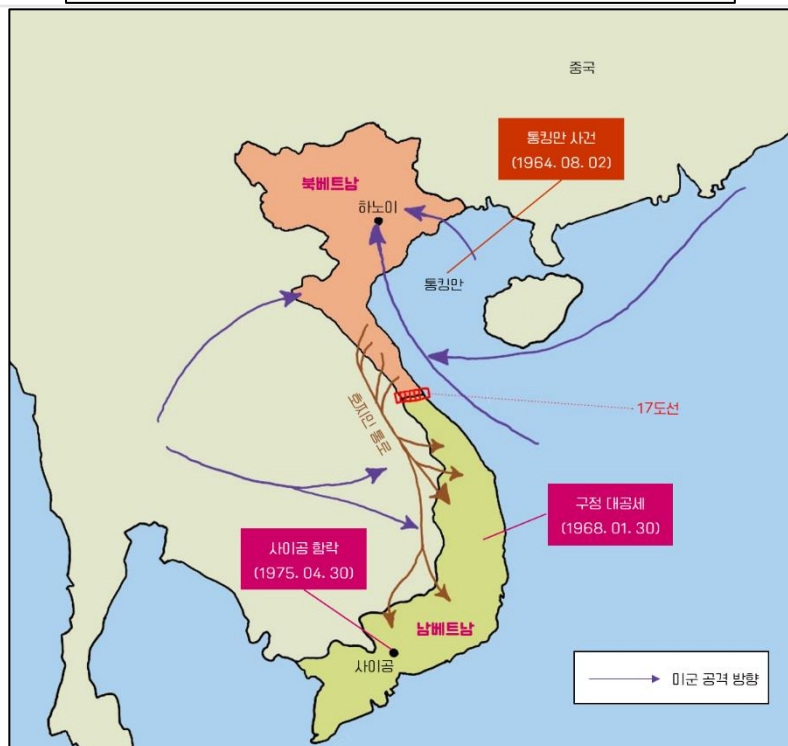 중국
통킹만 사건
(1964. 08. 02)
북베트남
하노이
통킹만
호찌민 통로
17도선
구정 대공세
(1968. 01. 30)
사이공 함락
(1975. 04. 30)
남베트남
사이공
미군 공격 방향